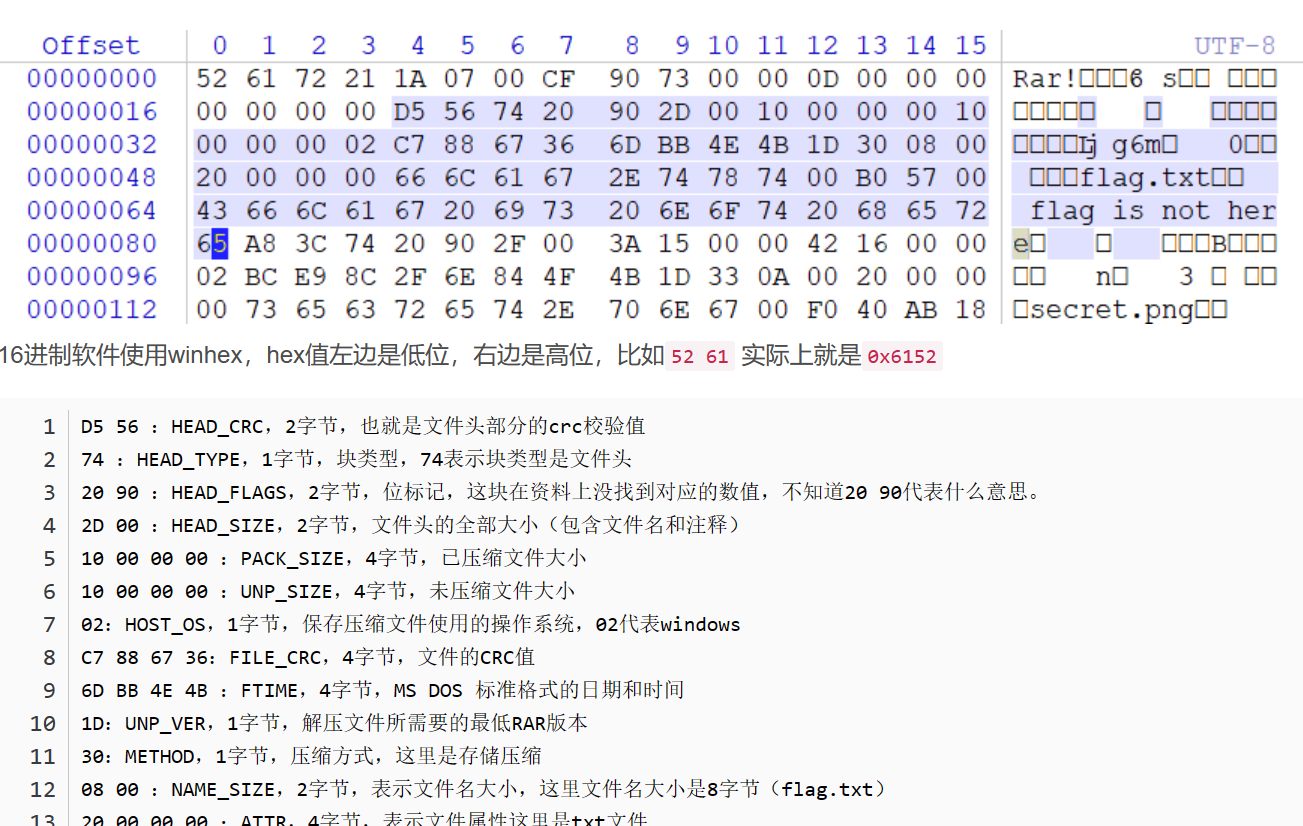 Offset 0 1 2 3 4 5 6 7 8 9 10 11 12 13 14 15 UTF-8
00000000 52 61 72 21 1A 07 00 CF 90 73 00 00 0D 00 00 00 Rar!□□□ϐs□□ □□□
00000016 00 00 00 00 D5 56 74 20 90 2D 00 10 00 00 00 10 □□□□□ □ □□□□
00000032 00 00 00 02 C7 88 67 36 6D BB 4E 4B 1D 30 08 00 □□□□ǈg6m□ 0□□
00000048 20 00 00 00 00 66 6C 61 67 2E 74 78 74 00 B0 57 00 □□□flag.txt□□
00000064 43 66 6C 61 67 20 69 73 20 6E 6F 74 20 68 65 72 flag is not her
00000080 65 A8 3C 74 20 90 2F 00 3A 15 00 00 42 16 00 00 e□ □ □□□B□□□
00000096 02 BC E9 8C 2F 6E 84 4F 4B 1D 33 0A 00 20 00 00 □□ n□ 3 □ □□
00000112 00 73 65 63 72 65 74 2E 70 6E 67 00 F0 40 AB 18 □secret.png□□
16进制软件使用winhex，hex值左边是低位，右边是高位，比如 52 61 实际上就是 0x6152
1 D5 56 : HEAD_CRC，2字节，也就是文件头部分的crc校验值
2 74 : HEAD_TYPE，1字节，块类型，74表示块类型是文件头
3 20 90 : HEAD_FLAGS，2字节，位标记，这块在资料上没找到对应的数值，不知道20 90代表什么意思。
4 2D 00 : HEAD_SIZE，2字节，文件头的全部大小（包含文件名和注释）
5 10 00 00 00 : PACK_SIZE，4字节，已压缩文件大小
6 10 00 00 00 : UNP_SIZE，4字节，未压缩文件大小
7 02: HOST_OS，1字节，保存压缩文件使用的操作系统，02代表windows
8 C7 88 67 36: FILE_CRC，4字节，文件的CRC值
9 6D BB 4E 4B : FTIME，4字节，MS DOS 标准格式的日期和时间
10 1D: UNP_VER，1字节，解压文件所需要的最低RAR版本
11 30: METHOD，1字节，压缩方式，这里是存储压缩
12 08 00 : NAME_SIZE，2字节，表示文件名大小，这里文件名大小是8字节（flag.txt）
13 20 00 00 00 : ATTR，4字节，表示文件属性这里是txt文件